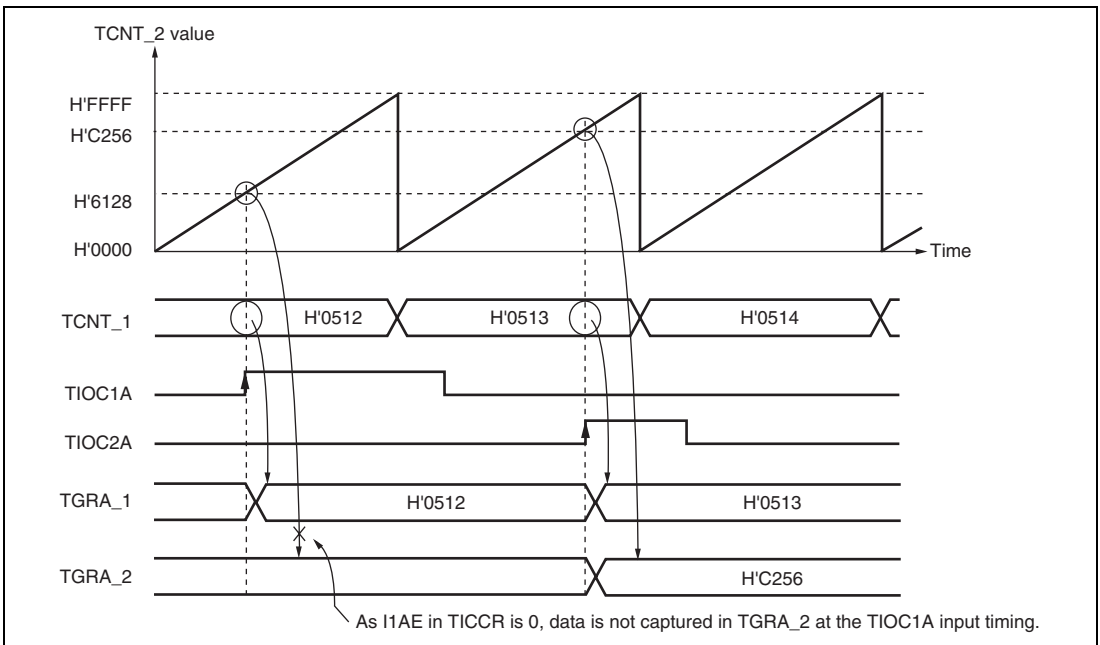 TCNT_2 value
H'FFFF
H'C256
H'6128
H'0000
Time
TCNT_1
H'0512
H'0513
H'0514
TIOC1A
TIOC2A
TGRA_1
H'0512
H'0513
TGRA_2
H'C256
As I1AE in TICCR is 0, data is not captured in TGRA_2 at the TIOC1A input timing.